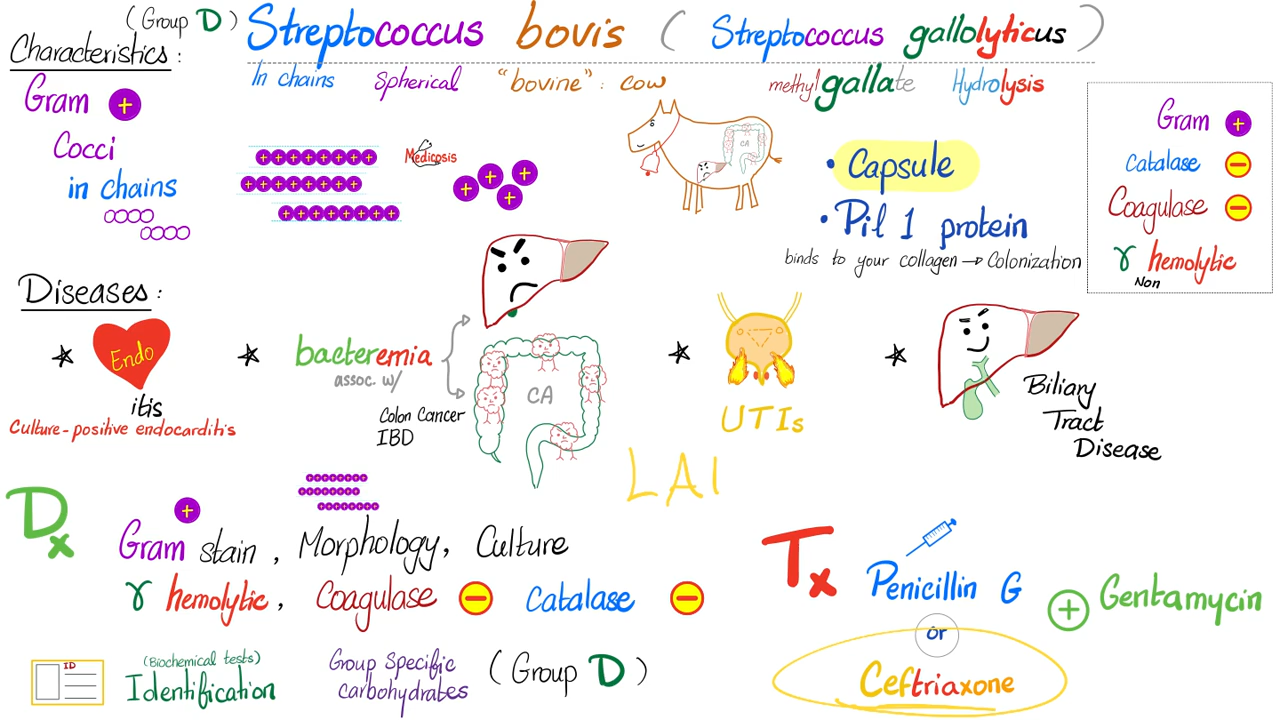 (Group D)
Streptococcus bovis (Streptococcus gallolyticus)
Characteristics:
In chains Spherical "bovine": cow methyl gallate Hydrolysis
Gram +
Cocci
in chains
Medicosis
CA
• Capsule
• Pil 1 protein
binds to your collagen → Colonization
Gram +
Catalase −
Coagulase −
γ hemolytic
Non
Diseases:
* Endo
itis
Culture-positive endocarditis
* bacteremia
assoc. w/
Colon Cancer
IBD
CA
* UTIs
* Biliary
Tract
Disease
LAI
Dx
Gram stain, Morphology, Culture
γ hemolytic, Coagulase − Catalase −
ID
(Biochemical tests)
Identification
Group Specific
Carbohydrates
(Group D)
Tx
Penicillin G + Gentamycin
or
Ceftriaxone